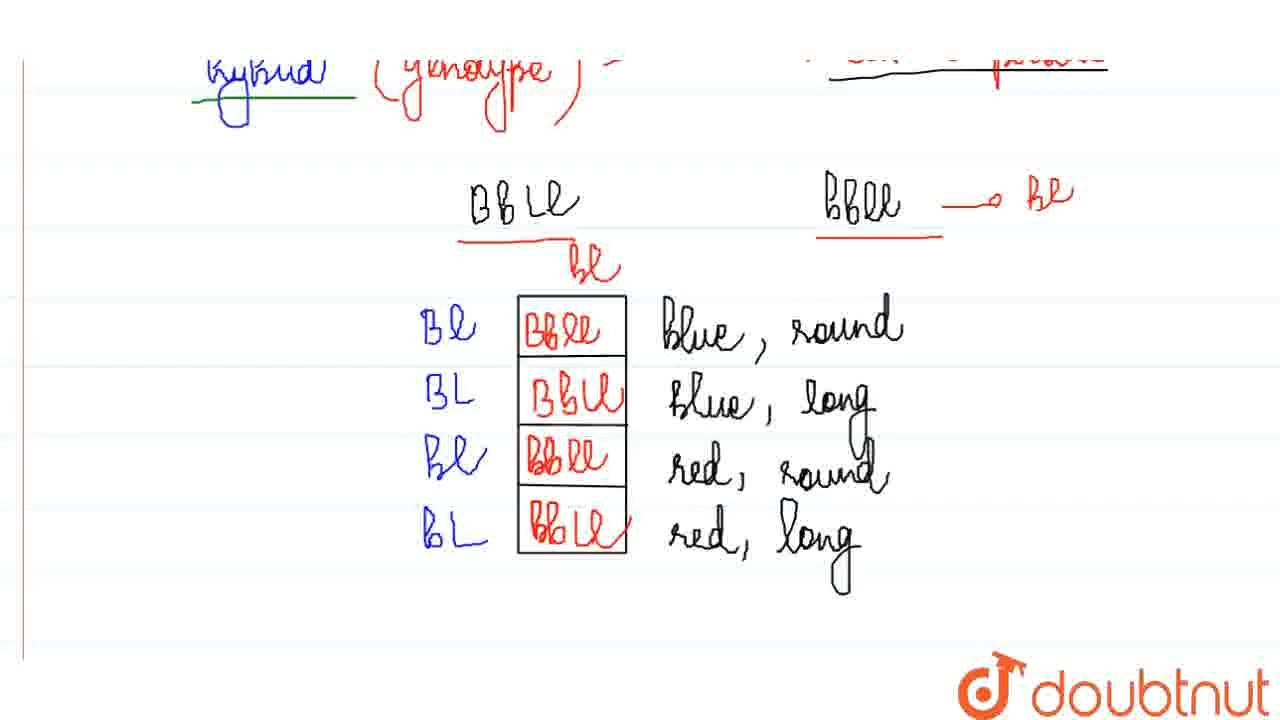 (genotype)
BbLl bbll → bl
bl
Bl Bbll blue, round
BL BbLl blue, long
bl bbll red, round
bL bbLl red, long
doubtnut